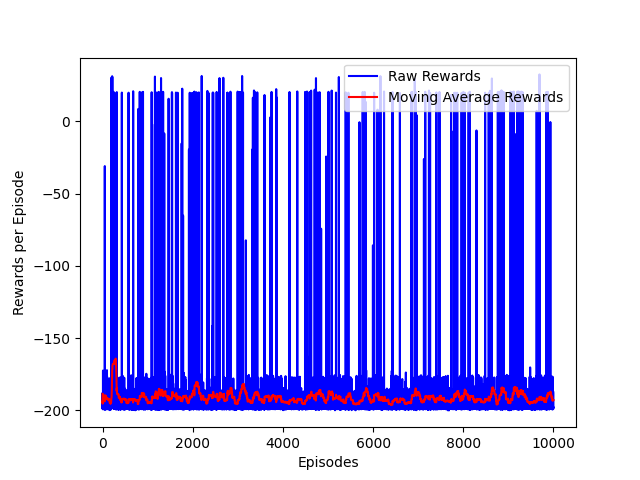 Raw Rewards
Moving Average Rewards
0
−50
−100
−150
−200
Rewards per Episode
0 2000 4000 6000 8000 10000
Episodes